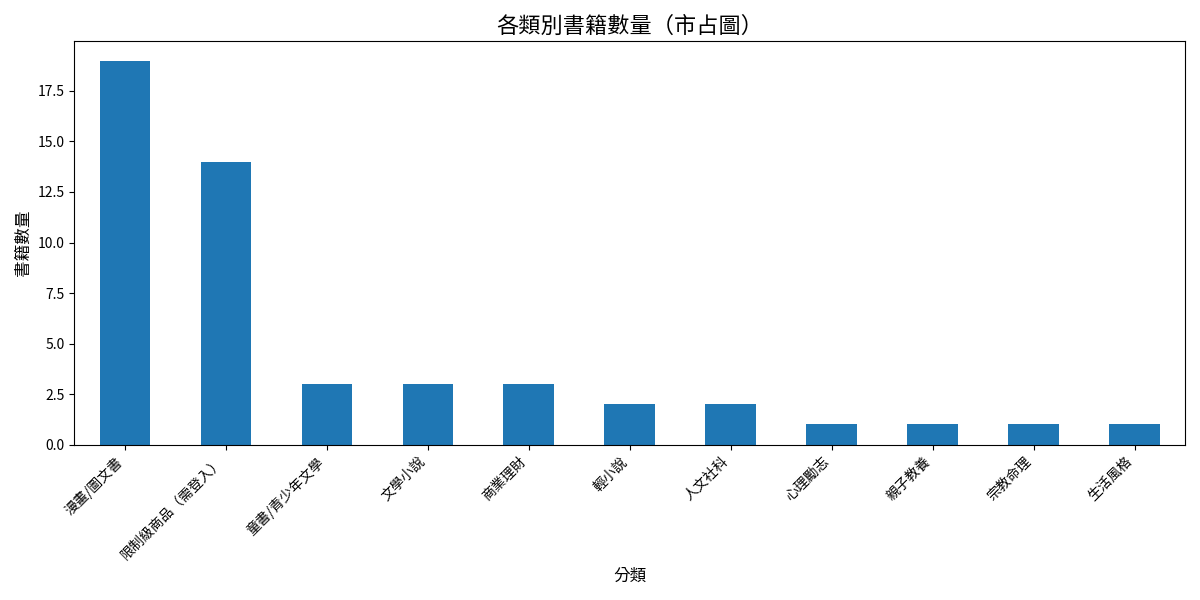 各類別書籍數量（市占圖）
書籍數量
17.5
15.0
12.5
10.0
7.5
5.0
2.5
0.0
漫畫/圖文書
限制級商品（需登入）
童書/青少年文學
文學小說
商業理財
輕小說
人文社科
心理勵志
親子教養
宗教命理
生活風格
分類